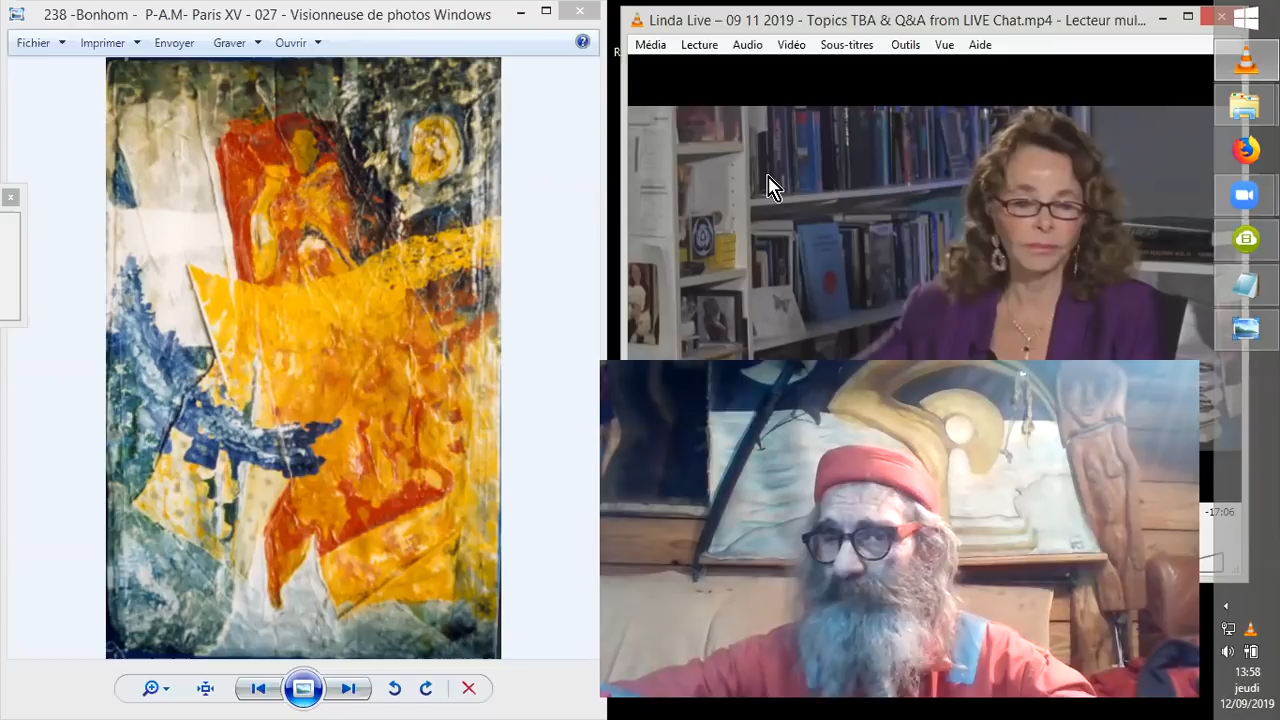 238 -Bonhom - P-A.M- Paris XV - 027 - Visionneuse de photos Windows
Fichier Imprimer Envoyer Graver Ouvrir
Linda Live – 09 11 2019 - Topics TBA & Q&A from LIVE Chat.mp4 - Lecteur mul...
Média Lecture Audio Vidéo Sous-titres Outils Vue Aide
-17:06
13:58
jeudi
12/09/2019